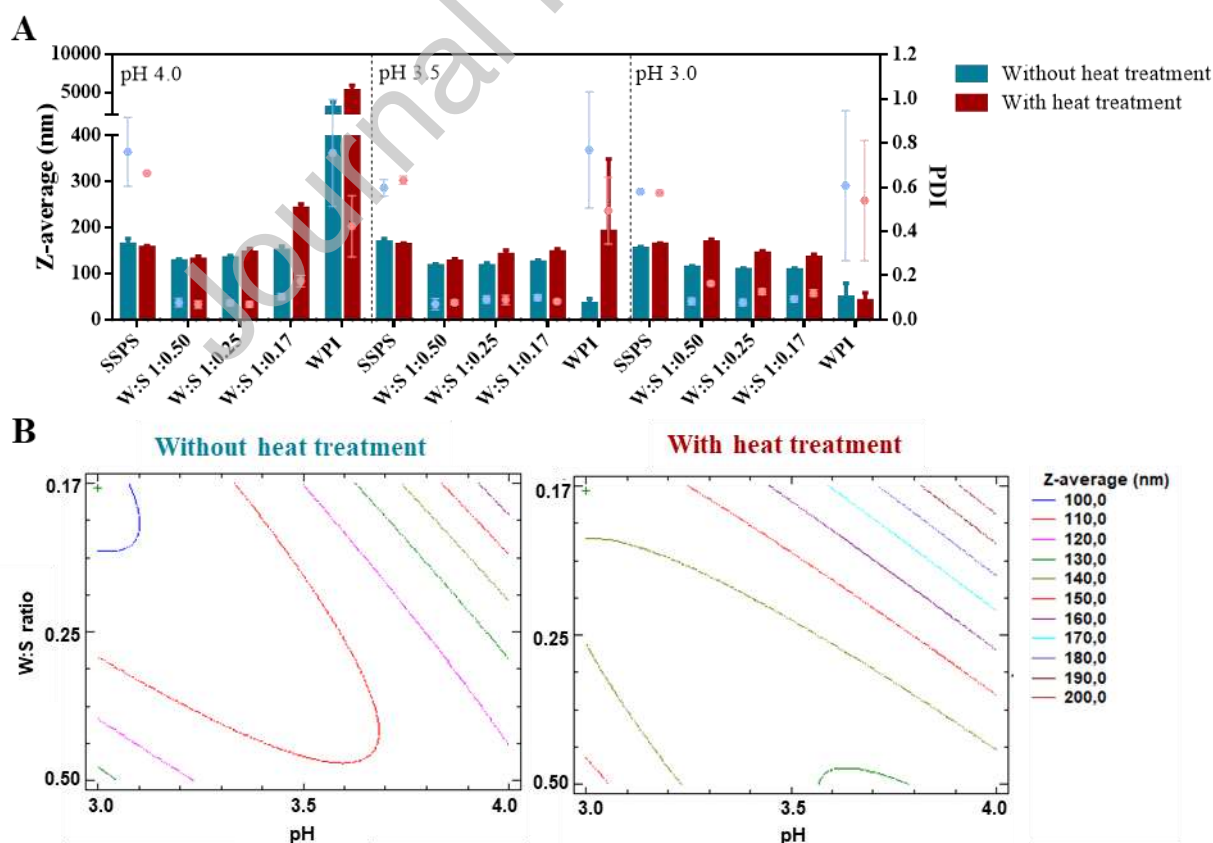 A
pH 4.0
pH 3.5
pH 3.0
Without heat treatment
With heat treatment
Z-average (nm)
10000
5000
400
300
200
100
0
PDI
1.2
1.0
0.8
0.6
0.4
0.2
0.0
SSPS
W:S 1:0.50
W:S 1:0.25
W:S 1:0.17
WPI
SSPS
W:S 1:0.50
W:S 1:0.25
W:S 1:0.17
WPI
SSPS
W:S 1:0.50
W:S 1:0.25
W:S 1:0.17
WPI
Journal
B
Without heat treatment
W:S ratio
0.17
0.25
0.50
3.0
3.5
4.0
pH
With heat treatment
0.17
0.25
0.50
3.0
3.5
4.0
pH
Z-average (nm)
100,0
110,0
120,0
130,0
140,0
150,0
160,0
170,0
180,0
190,0
200,0